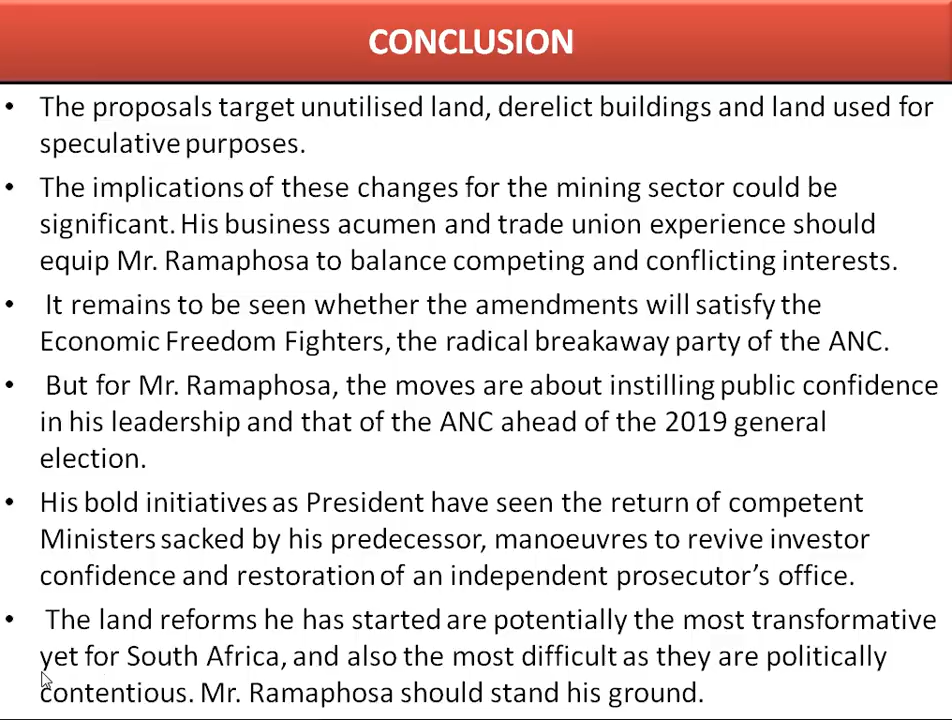 CONCLUSION
• The proposals target unutilised land, derelict buildings and land used for
speculative purposes.
• The implications of these changes for the mining sector could be
significant. His business acumen and trade union experience should
equip Mr. Ramaphosa to balance competing and conflicting interests.
• It remains to be seen whether the amendments will satisfy the
Economic Freedom Fighters, the radical breakaway party of the ANC.
• But for Mr. Ramaphosa, the moves are about instilling public confidence
in his leadership and that of the ANC ahead of the 2019 general
election.
• His bold initiatives as President have seen the return of competent
Ministers sacked by his predecessor, manoeuvres to revive investor
confidence and restoration of an independent prosecutor’s office.
• The land reforms he has started are potentially the most transformative
yet for South Africa, and also the most difficult as they are politically
contentious. Mr. Ramaphosa should stand his ground.